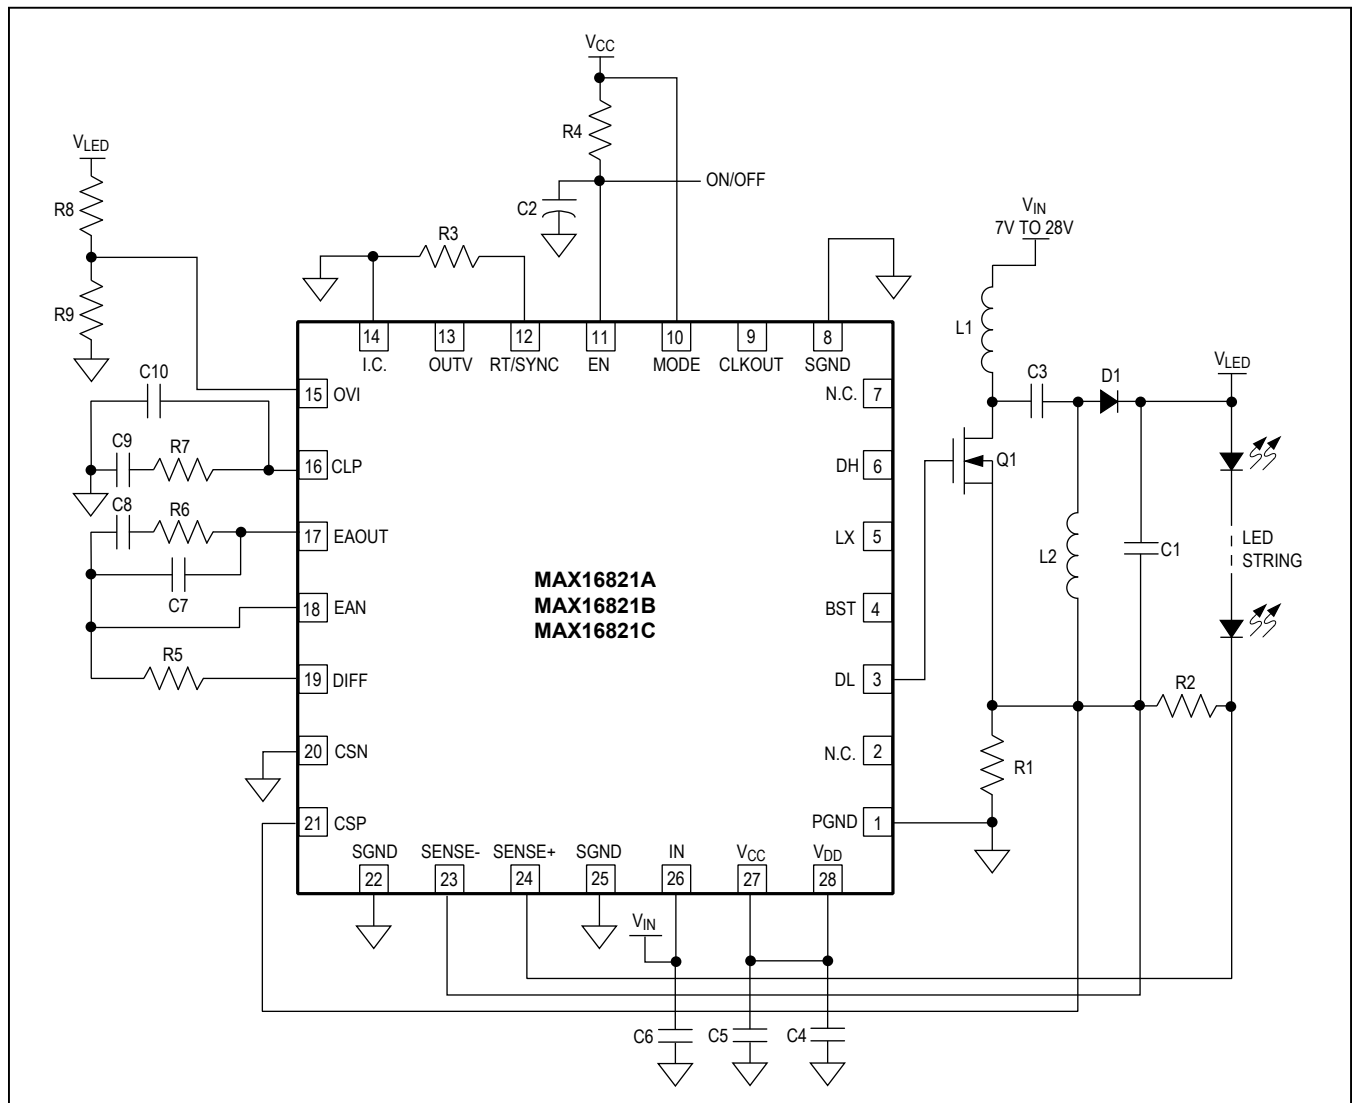 VCC
R4
ON/OFF
C2
VLED
R8
R9
R3
VIN
7V TO 28V
L1
14
13
12
11
10
9
8
I.C.
OUTV
RT/SYNC
EN
MODE
CLKOUT
SGND
C10
C9
R7
C8
R6
C7
R5
15 OVI
16 CLP
17 EAOUT
18 EAN
19 DIFF
20 CSN
21 CSP
N.C. 7
DH 6
LX 5
BST 4
DL 3
N.C. 2
PGND 1
MAX16821A
MAX16821B
MAX16821C
C3
D1
VLED
Q1
L2
C1
LED
STRING
R2
R1
SGND
SENSE-
SENSE+
SGND
IN
VCC
VDD
22
23
24
25
26
27
28
VIN
C6
C5
C4